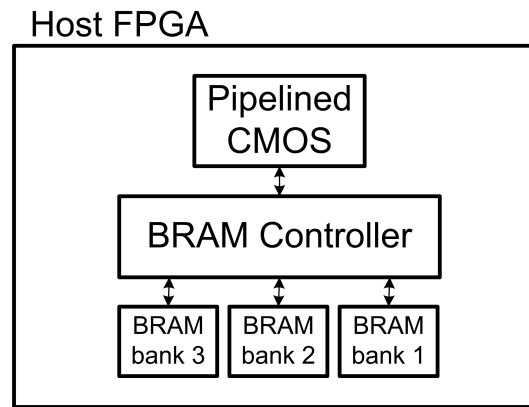 Host FPGA
Pipelined
CMOS
BRAM Controller
BRAM
bank 3
BRAM
bank 2
BRAM
bank 1